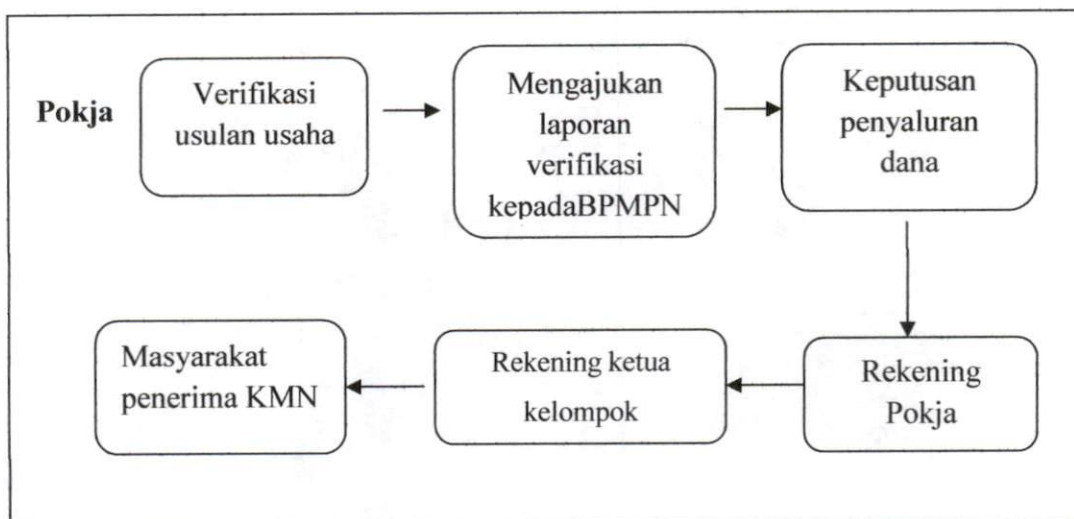 Pokja
Verifikasi
usulan usaha
Mengajukan
laporan
verifikasi
kepadaBPMPN
Keputusan
penyaluran
dana
Rekening
Pokja
Rekening ketua
kelompok
Masyarakat
penerima KMN